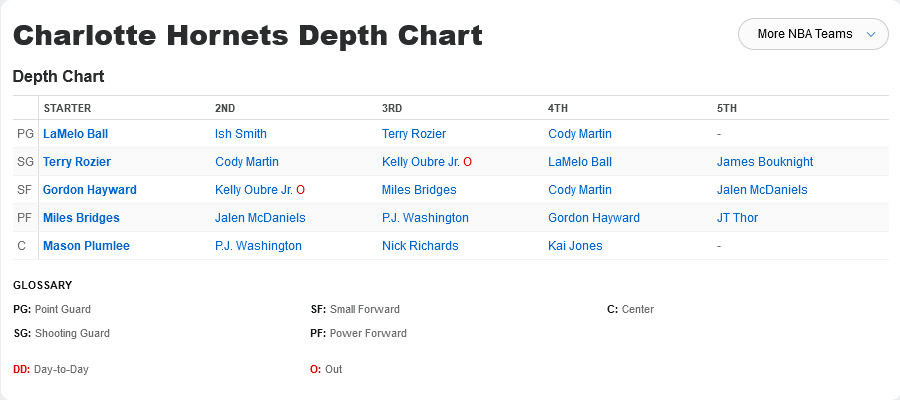 Charlotte Hornets Depth Chart
More NBA Teams
Depth Chart
STARTER 2ND 3RD 4TH 5TH
PG LaMelo Ball Ish Smith Terry Rozier Cody Martin -
SG Terry Rozier Cody Martin Kelly Oubre Jr. O LaMelo Ball James Bouknight
SF Gordon Hayward Kelly Oubre Jr. O Miles Bridges Cody Martin Jalen McDaniels
PF Miles Bridges Jalen McDaniels P.J. Washington Gordon Hayward JT Thor
C Mason Plumlee P.J. Washington Nick Richards Kai Jones -
GLOSSARY
PG: Point Guard SF: Small Forward C: Center
SG: Shooting Guard PF: Power Forward
DD: Day-to-Day O: Out